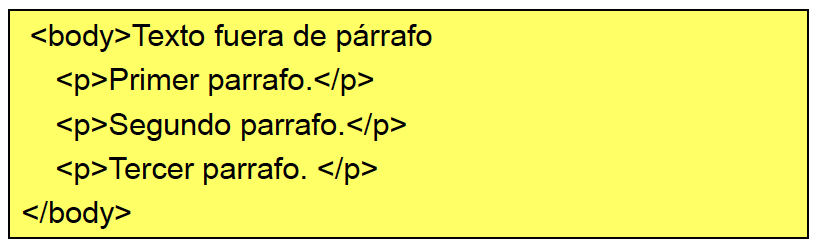 <body>Texto fuera de párrafo
<p>Primer parrafo.</p>
<p>Segundo parrafo.</p>
<p>Tercer parrafo. </p>
</body>